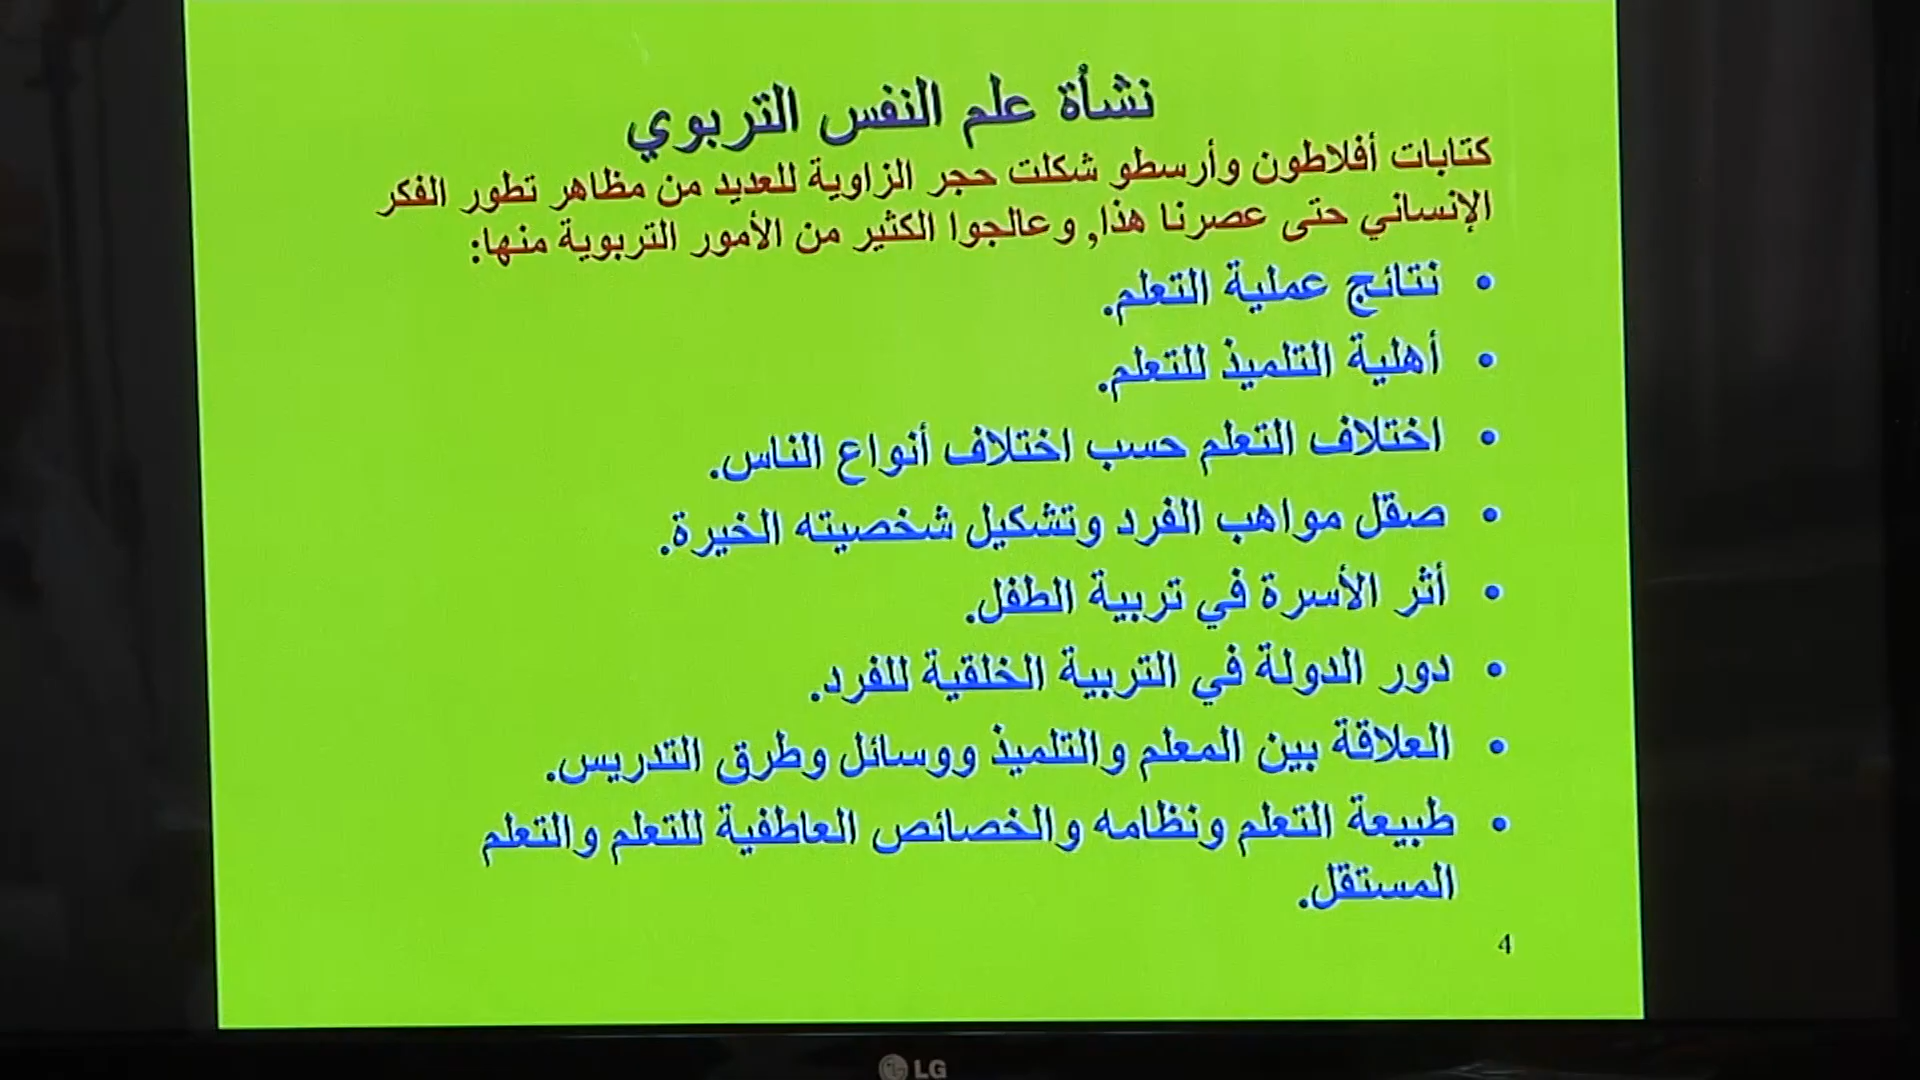 نشأة علم النفس التربوي
كتابات أفلاطون وأرسطو شكلت حجر الزاوية للعديد من مظاهر تطور الفكر
الإنساني حتى عصرنا هذا, وعالجوا الكثير من الأمور التربوية منها:
• نتائج عملية التعلم.
• أهلية التلميذ للتعلم.
• اختلاف التعلم حسب اختلاف أنواع الناس.
• صقل مواهب الفرد وتشكيل شخصيته الخيرة.
• أثر الأسرة في تربية الطفل.
• دور الدولة في التربية الخلقية للفرد.
• العلاقة بين المعلم والتلميذ ووسائل وطرق التدريس.
• طبيعة التعلم ونظامه والخصائص العاطفية للتعلم والتعلم
المستقل.
4
LG